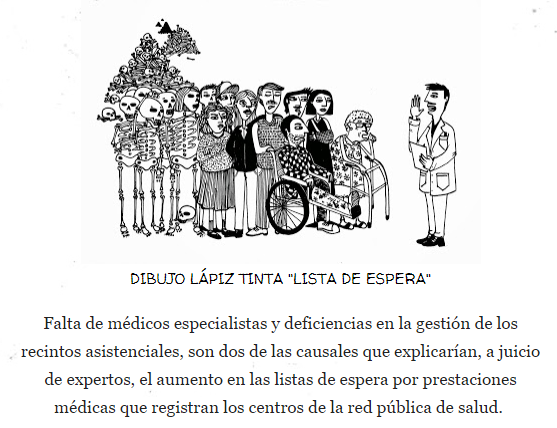 DIBUJO LÁPIZ TINTA "LISTA DE ESPERA"
Falta de médicos especialistas y deficiencias en la gestión de los
recintos asistenciales, son dos de las causales que explicarían, a juicio
de expertos, el aumento en las listas de espera por prestaciones
médicas que registran los centros de la red pública de salud.